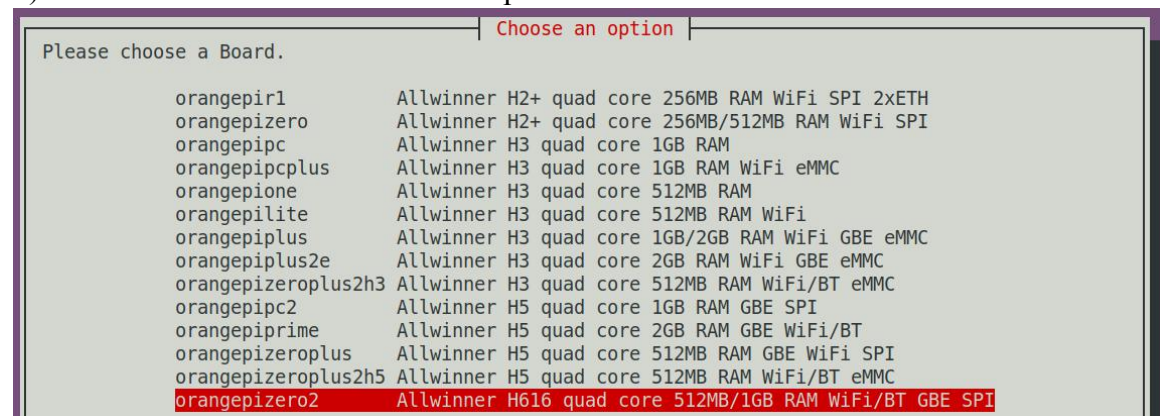 Choose an option
Please choose a Board.
orangepir1 Allwinner H2+ quad core 256MB RAM WiFi SPI 2xETH
orangepizero Allwinner H2+ quad core 256MB/512MB RAM WiFi SPI
orangepipc Allwinner H3 quad core 1GB RAM
orangepipcplus Allwinner H3 quad core 1GB RAM WiFi eMMC
orangepione Allwinner H3 quad core 512MB RAM
orangepilite Allwinner H3 quad core 512MB RAM WiFi
orangepiplus Allwinner H3 quad core 1GB/2GB RAM WiFi GBE eMMC
orangepiplus2e Allwinner H3 quad core 2GB RAM WiFi GBE eMMC
orangepizeroplus2h3 Allwinner H3 quad core 512MB RAM WiFi/BT eMMC
orangepipc2 Allwinner H5 quad core 1GB RAM GBE SPI
orangepiprime Allwinner H5 quad core 2GB RAM GBE WiFi/BT
orangepizeroplus Allwinner H5 quad core 512MB RAM GBE WiFi SPI
orangepizeroplus2h5 Allwinner H5 quad core 512MB RAM WiFi/BT eMMC
orangepizero2 Allwinner H616 quad core 512MB/1GB RAM WiFi/BT GBE SPI